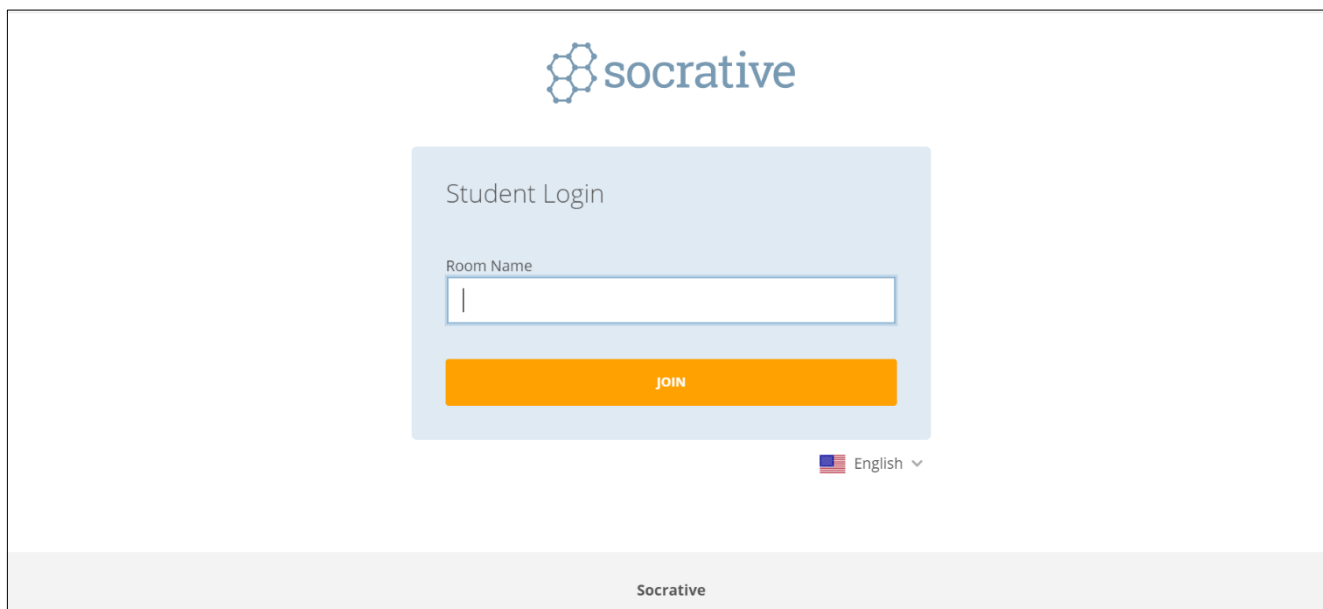 socrative
Student Login
Room Name
JOIN
English
Socrative